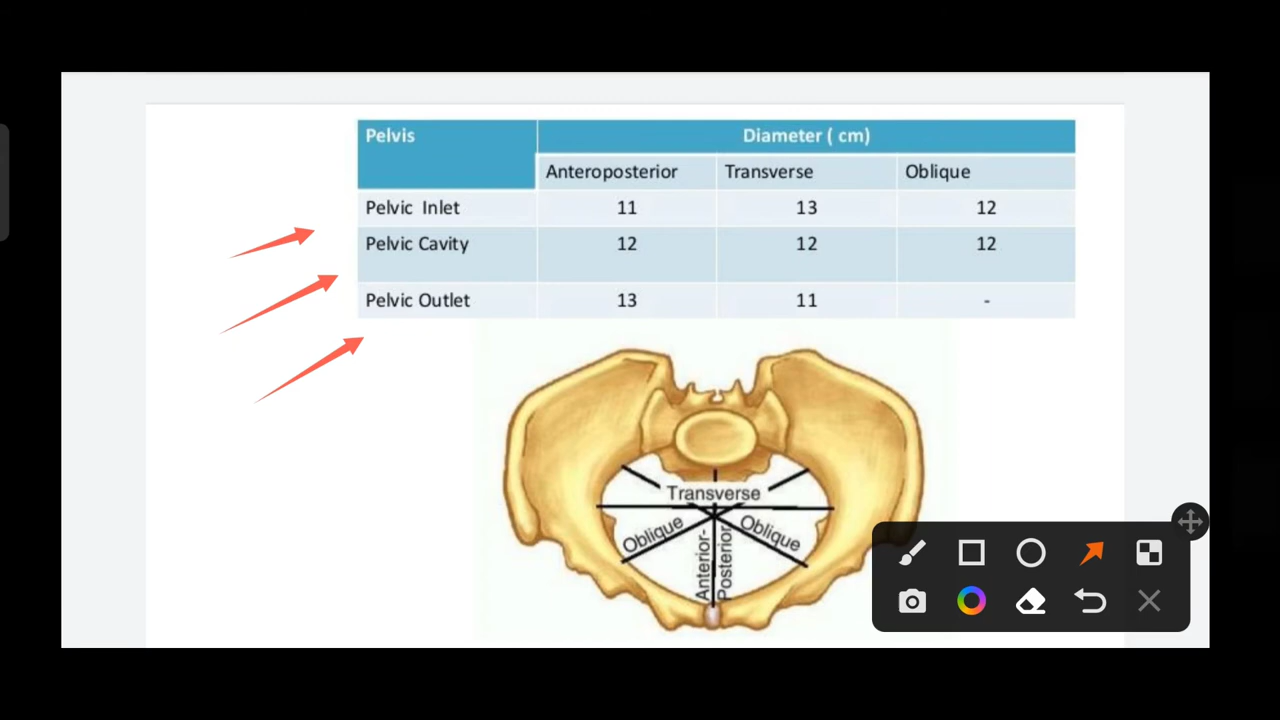 Pelvis Diameter ( cm)
Anteroposterior Transverse Oblique
Pelvic Inlet 11 13 12
Pelvic Cavity 12 12 12
Pelvic Outlet 13 11 -
Transverse
Oblique Oblique
Anterior-
Posterior